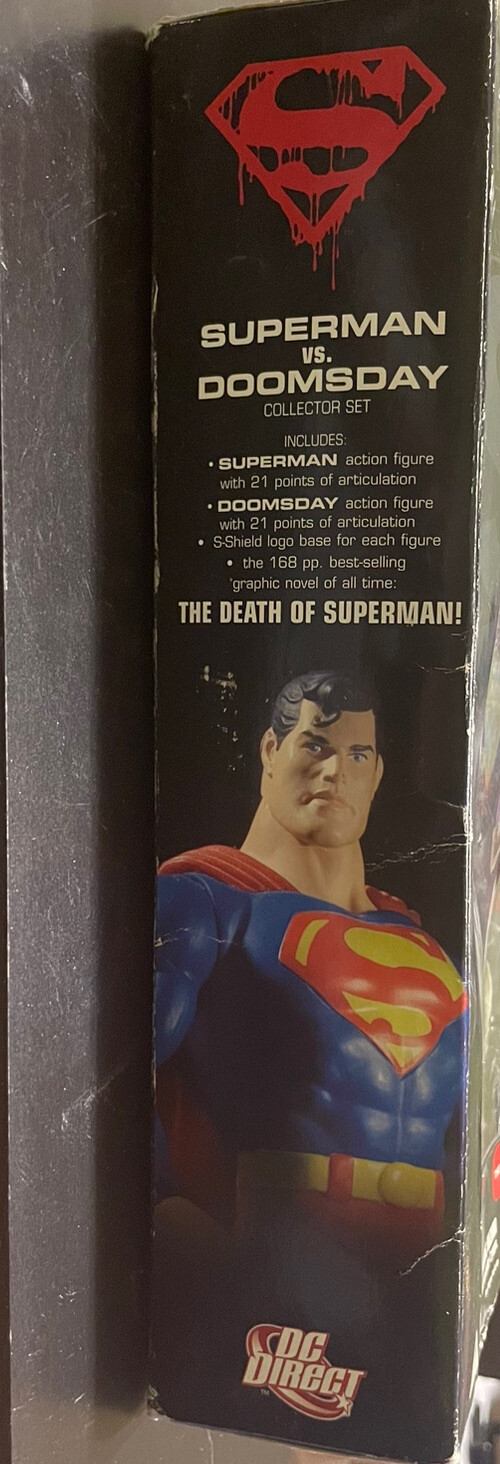 SUPERMAN
VS.
DOOMSDAY
COLLECTOR SET
INCLUDES:
• SUPERMAN action figure
with 21 points of articulation
• DOOMSDAY action figure
with 21 points of articulation
• S-Shield logo base for each figure
• the 168 pp. best-selling
graphic novel of all time:
THE DEATH OF SUPERMAN!
DC
DIRECT
TM